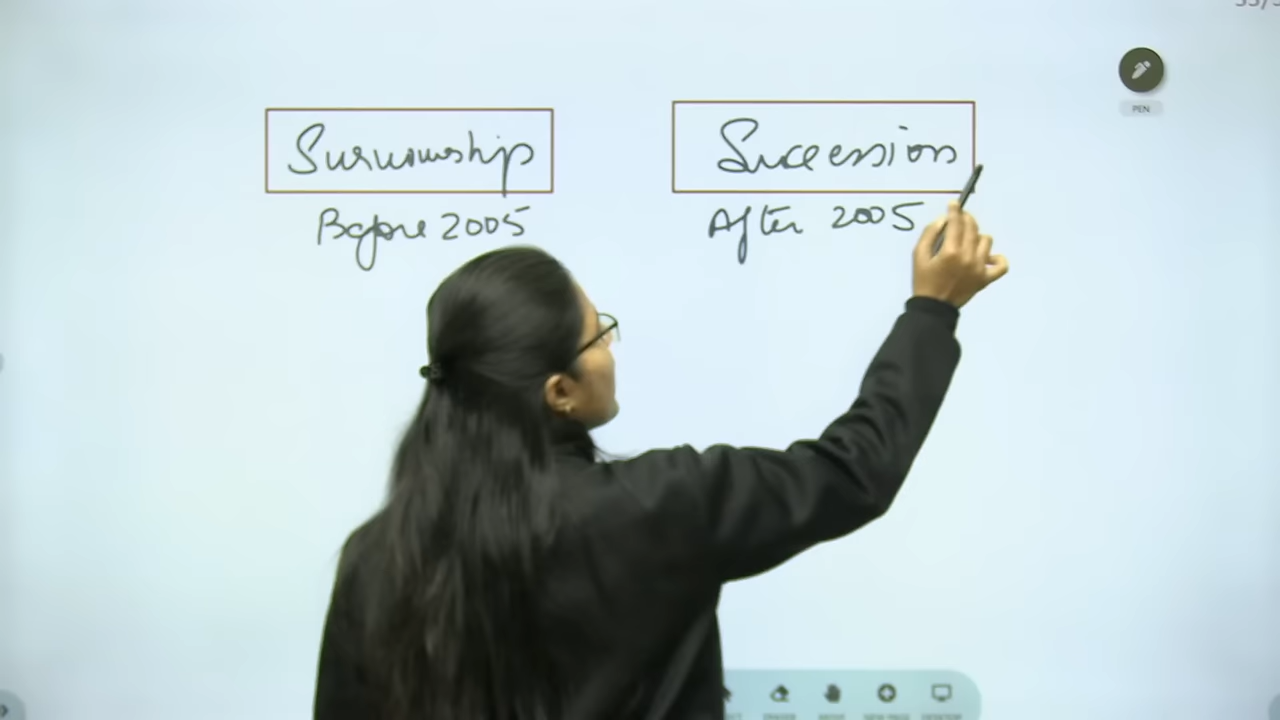 Survivorship
Succession
Before 2005
After 2005
PEN